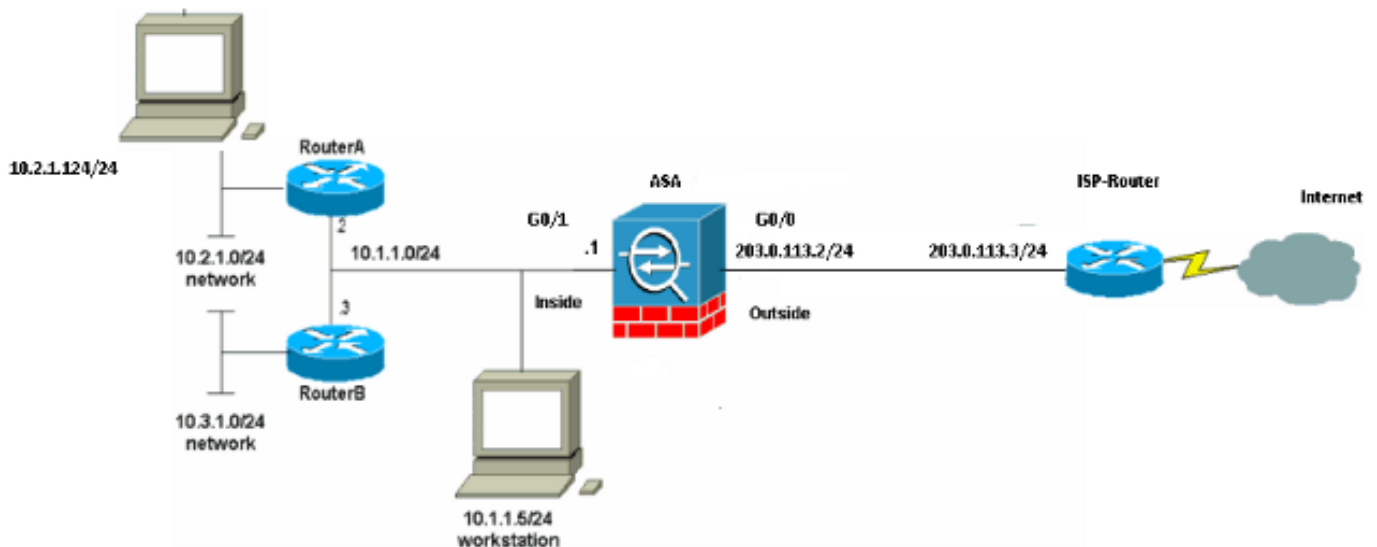 RouterA
10.2.1.124/24
ASA
ISP-Router
Internet
G0/1
G0/0
2
10.2.1.0/24
network
10.1.1.0/24
.1
203.0.113.2/24
203.0.113.3/24
.3
Inside
Outside
RouterB
10.3.1.0/24
network
10.1.1.5/24
workstation